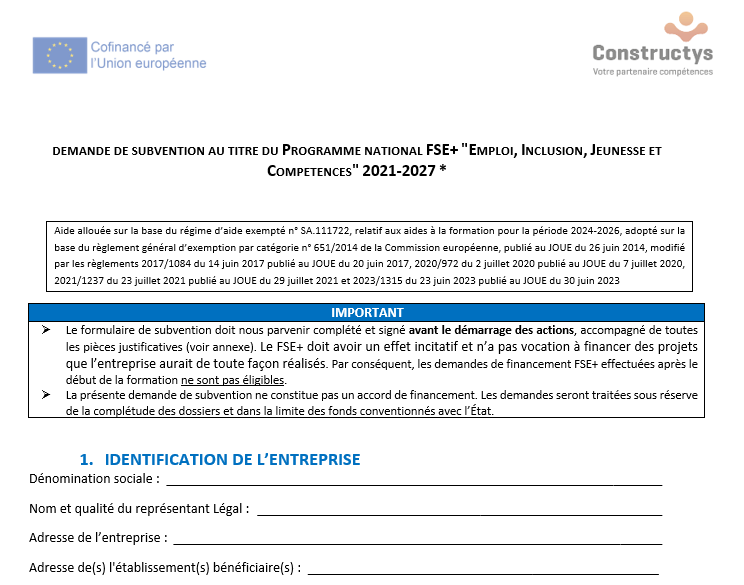 Cofinancé par
l'Union européenne
Constructys
Votre partenaire compétences
DEMANDE DE SUBVENTION AU TITRE DU PROGRAMME NATIONAL FSE+ "EMPLOI, INCLUSION, JEUNESSE ET
COMPETENCES" 2021-2027 *
Aide allouée sur la base du régime d'aide exempté n° SA.111722, relatif aux aides à la formation pour la période 2024-2026, adopté sur la
base du règlement général d'exemption par catégorie n° 651/2014 de la Commission européenne, publié au JOUE du 26 juin 2014, modifié
par les règlements 2017/1084 du 14 juin 2017 publié au JOUE du 20 juin 2017, 2020/972 du 2 juillet 2020 publié au JOUE du 7 juillet 2020,
2021/1237 du 23 juillet 2021 publié au JOUE du 29 juillet 2021 et 2023/1315 du 23 juin 2023 publié au JOUE du 30 juin 2023
IMPORTANT
➢ Le formulaire de subvention doit nous parvenir complété et signé avant le démarrage des actions, accompagné de toutes
les pièces justificatives (voir annexe). Le FSE+ doit avoir un effet incitatif et n'a pas vocation à financer des projets
que l'entreprise aurait de toute façon réalisés. Par conséquent, les demandes de financement FSE+ effectuées après le
début de la formation ne sont pas éligibles.
➢ La présente demande de subvention ne constitue pas un accord de financement. Les demandes seront traitées sous réserve
de la complétude des dossiers et dans la limite des fonds conventionnés avec l'État.
1. IDENTIFICATION DE L'ENTREPRISE
Dénomination sociale :
Nom et qualité du représentant Légal :
Adresse de l'entreprise :
Adresse de(s) l'établissement(s) bénéficiaire(s) :